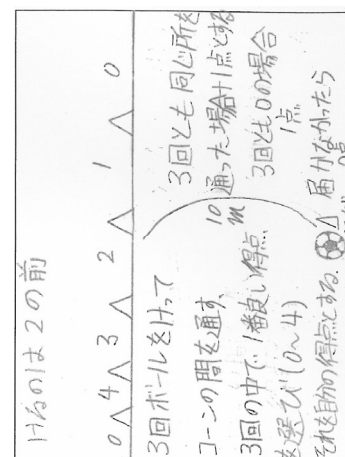 けるのは2の前
0 4 3 2 1 0
3回ボールをけって
コーンの間を通す
3回の中で1番良い得点
を選び(0~4)
それを自分の得点とする。
10m
3回とも同じ所を
通った場合+1点とする
3回とも0の場合
1点
届かなかったら